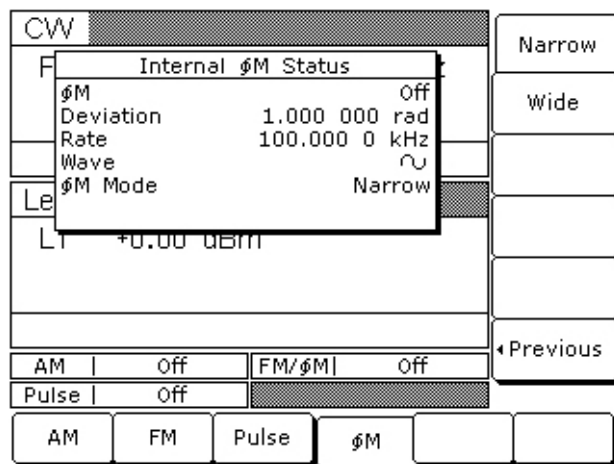 CW
Narrow
Wide
Internal ϕM Status
ϕM Off
Deviation 1.000 000 rad
Rate 100.000 0 kHz
Wave
ϕM Mode Narrow
L1 +0.00 dBm
Previous
AM | Off
FM/ϕM| Off
Pulse | Off
AM
FM
Pulse
ϕM